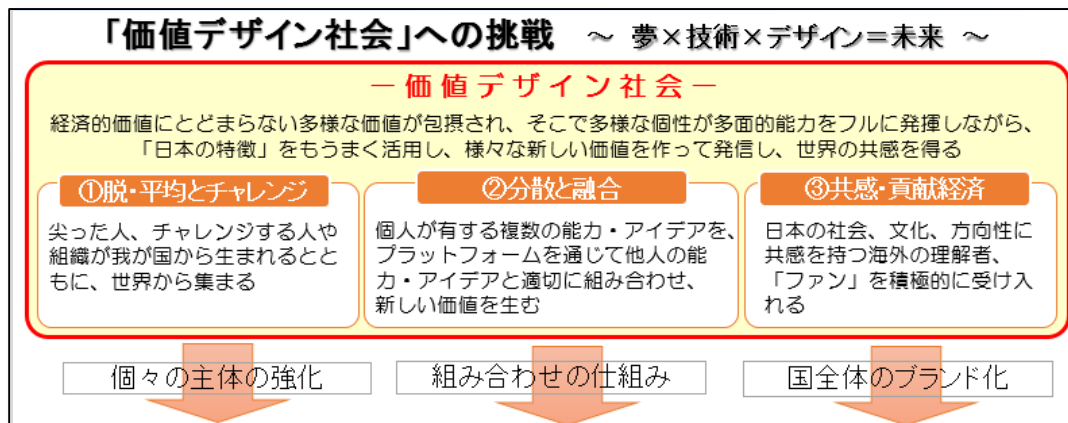 「価値デザイン社会」への挑戦 ～ 夢×技術×デザイン＝未来 ～
－価値デザイン社会－
経済的価値にとどまらない多様な価値が包摂され、そこで多様な個性が多面的能力をフルに発揮しながら、
「日本の特徴」をもうまく活用し、様々な新しい価値を作って発信し、世界の共感を得る
①脱・平均とチャレンジ
尖った人、チャレンジする人や
組織が我が国から生まれるとと
もに、世界から集まる
②分散と融合
個人が有する複数の能力・アイデアを、
プラットフォームを通じて他人の能
力・アイデアと適切に組み合わせ、
新しい価値を生む
③共感・貢献経済
日本の社会、文化、方向性に
共感を持つ海外の理解者、
「ファン」を積極的に受け入
れる
個々の主体の強化
組み合わせの仕組み
国全体のブランド化